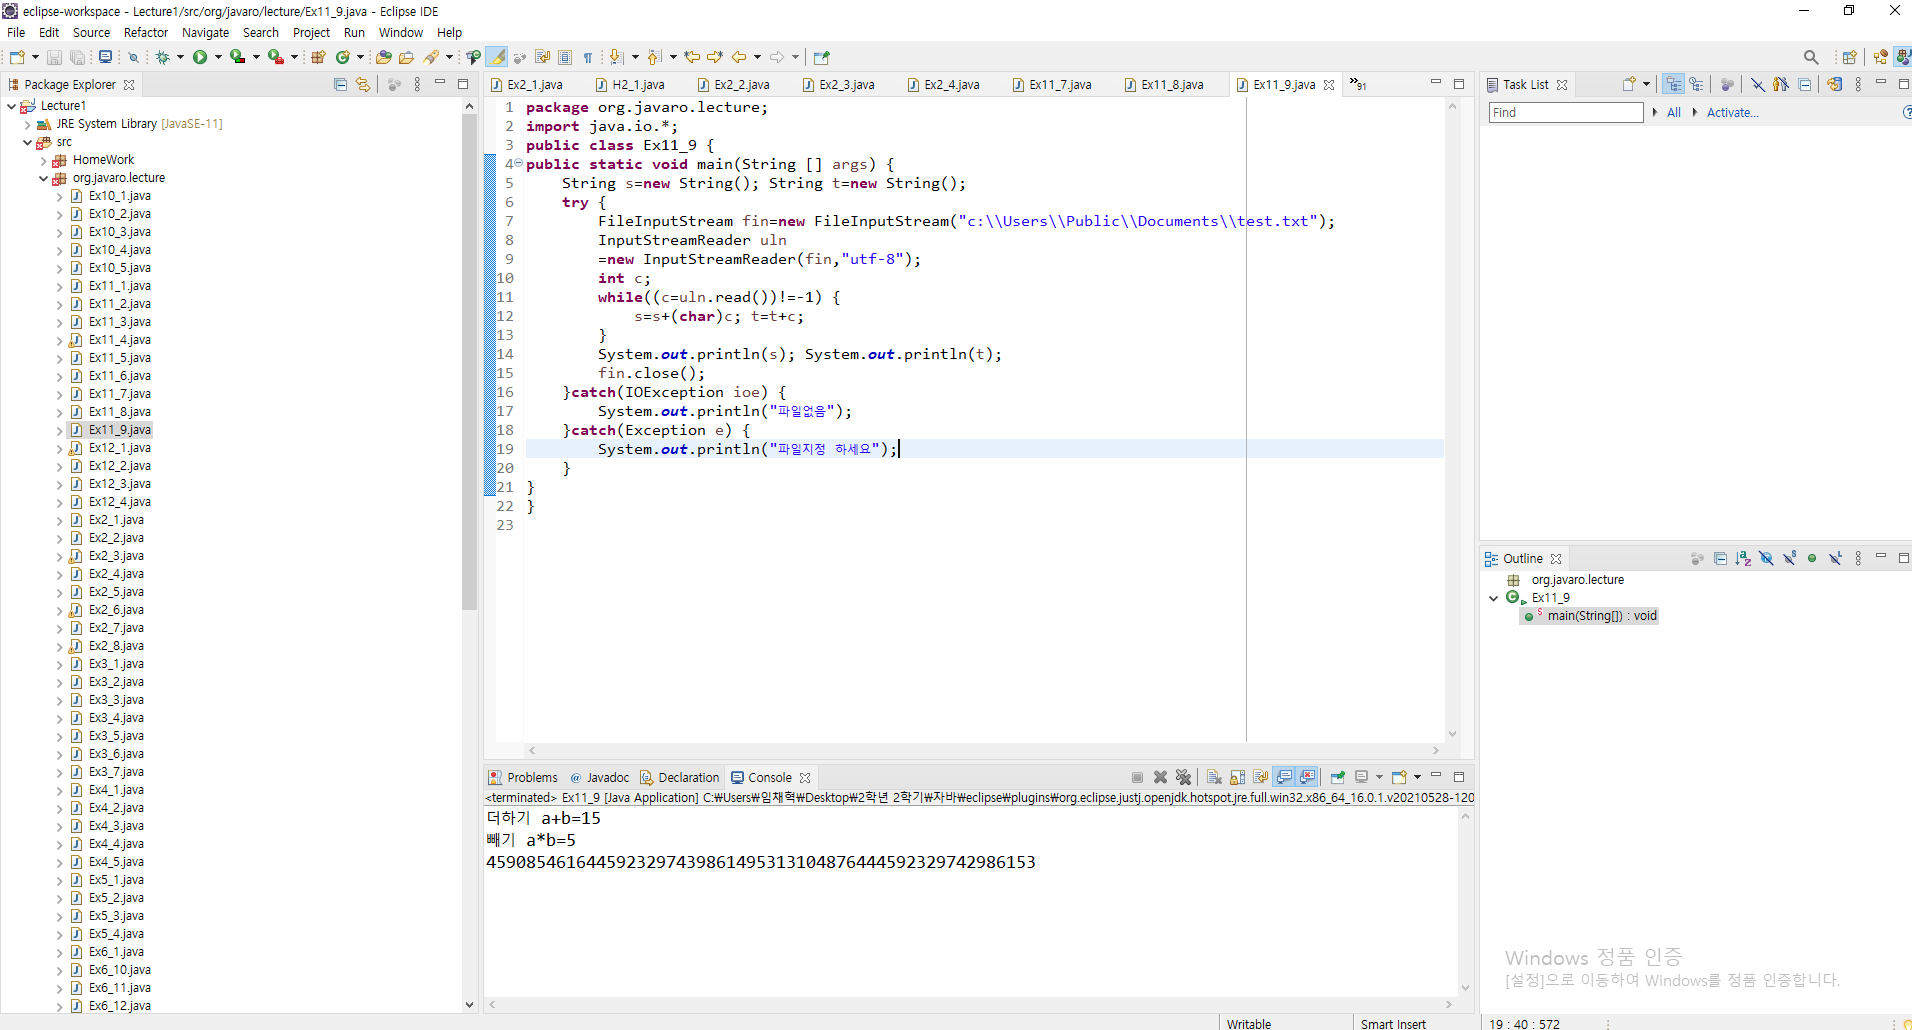 eclipse-workspace - Lecture1/src/org/javaro/lecture/Ex11_9.java - Eclipse IDE
File Edit Source Refactor Navigate Search Project Run Window Help
Package Explorer
Lecture1
JRE System Library [JavaSE-11]
src
HomeWork
org.javaro.lecture
Ex10_1.java
Ex10_2.java
Ex10_3.java
Ex10_4.java
Ex10_5.java
Ex11_1.java
Ex11_2.java
Ex11_3.java
Ex11_4.java
Ex11_5.java
Ex11_6.java
Ex11_7.java
Ex11_8.java
Ex11_9.java
Ex12_1.java
Ex12_2.java
Ex12_3.java
Ex12_4.java
Ex2_1.java
Ex2_2.java
Ex2_3.java
Ex2_4.java
Ex2_5.java
Ex2_6.java
Ex2_7.java
Ex2_8.java
Ex3_1.java
Ex3_2.java
Ex3_3.java
Ex3_4.java
Ex3_5.java
Ex3_6.java
Ex3_7.java
Ex4_1.java
Ex4_2.java
Ex4_3.java
Ex4_4.java
Ex4_5.java
Ex5_1.java
Ex5_2.java
Ex5_3.java
Ex5_4.java
Ex6_1.java
Ex6_10.java
Ex6_11.java
Ex6_12.java
Ex2_1.java H2_1.java Ex2_2.java Ex2_3.java Ex2_4.java Ex11_7.java Ex11_8.java Ex11_9.java »91
1 package org.javaro.lecture;
2 import java.io.*;
3 public class Ex11_9 {
4 public static void main(String [] args) {
5 String s=new String(); String t=new String();
6 try {
7 FileInputStream fin=new FileInputStream("c:\\Users\\Public\\Documents\\test.txt");
8 InputStreamReader uln
9 =new InputStreamReader(fin,"utf-8");
10 int c;
11 while((c=uln.read())!=-1) {
12 s=s+(char)c; t=t+c;
13 }
14 System.out.println(s); System.out.println(t);
15 fin.close();
16 }catch(IOException ioe) {
17 System.out.println("파일없음");
18 }catch(Exception e) {
19 System.out.println("파일지정 하세요");
20 }
21 }
22 }
23
Problems @ Javadoc Declaration Console
<terminated> Ex11_9 [Java Application] C:₩Users₩임채혁₩Desktop₩2학년 2학기₩자바₩eclipse₩plugins₩org.eclipse.justj.openjdk.hotspot.jre.full.win32.x86_64_16.0.1.v20210528-120
더하기 a+b=15
빼기 a*b=5
4590854616445923297439861495313104876444592329742986153
Task List
Find All Activate...
Outline
org.javaro.lecture
Ex11_9
main(String[]) : void
Windows 정품 인증
[설정]으로 이동하여 Windows를 정품 인증합니다.
Writable Smart Insert 19 : 40 : 572